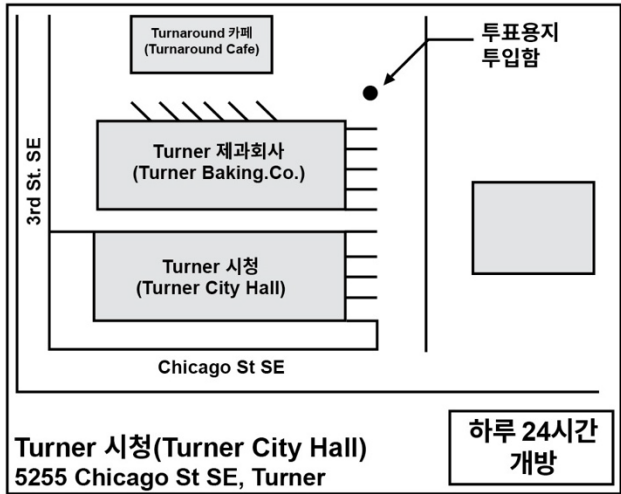 Turnaround 카페
(Turnaround Cafe)
투표용지
투입함
Turner 제과회사
(Turner Baking.Co.)
3rd St. SE
Turner 시청
(Turner City Hall)
Chicago St SE
Turner 시청(Turner City Hall)
5255 Chicago St SE, Turner
하루 24시간
개방